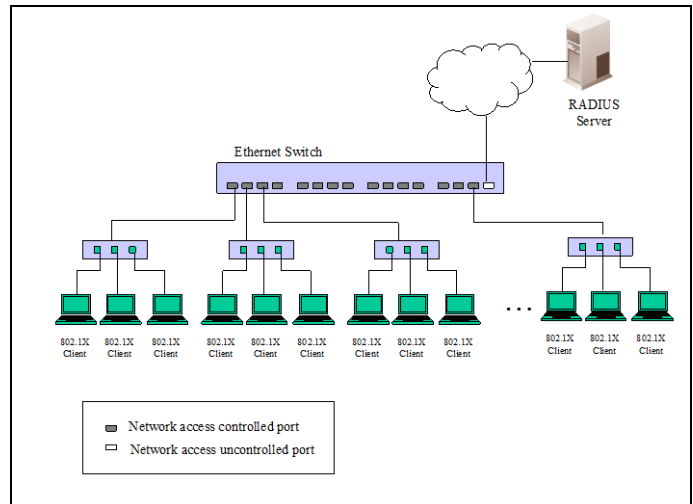 RADIUS
Server
Ethernet Switch
802.1X
Client
802.1X
Client
802.1X
Client
802.1X
Client
802.1X
Client
802.1X
Client
802.1X
Client
802.1X
Client
802.1X
Client
...
802.1X
Client
802.1X
Client
802.1X
Client
Network access controlled port
Network access uncontrolled port